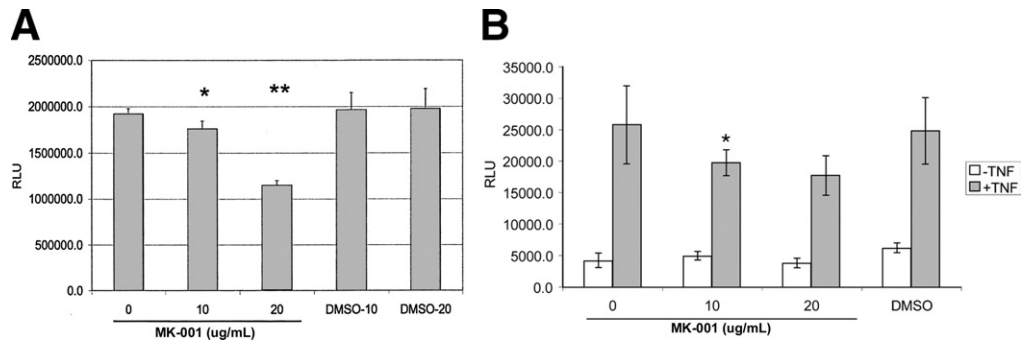 A
2500000.0
2000000.0
1500000.0
1000000.0
500000.0
0.0
RLU
* **
0 10 20 DMSO-10 DMSO-20
MK-001 (ug/mL)
B
35000.0
30000.0
25000.0
20000.0
15000.0
10000.0
5000.0
0.0
RLU
*
-TNF
+TNF
0 10 20 DMSO
MK-001 (ug/mL)